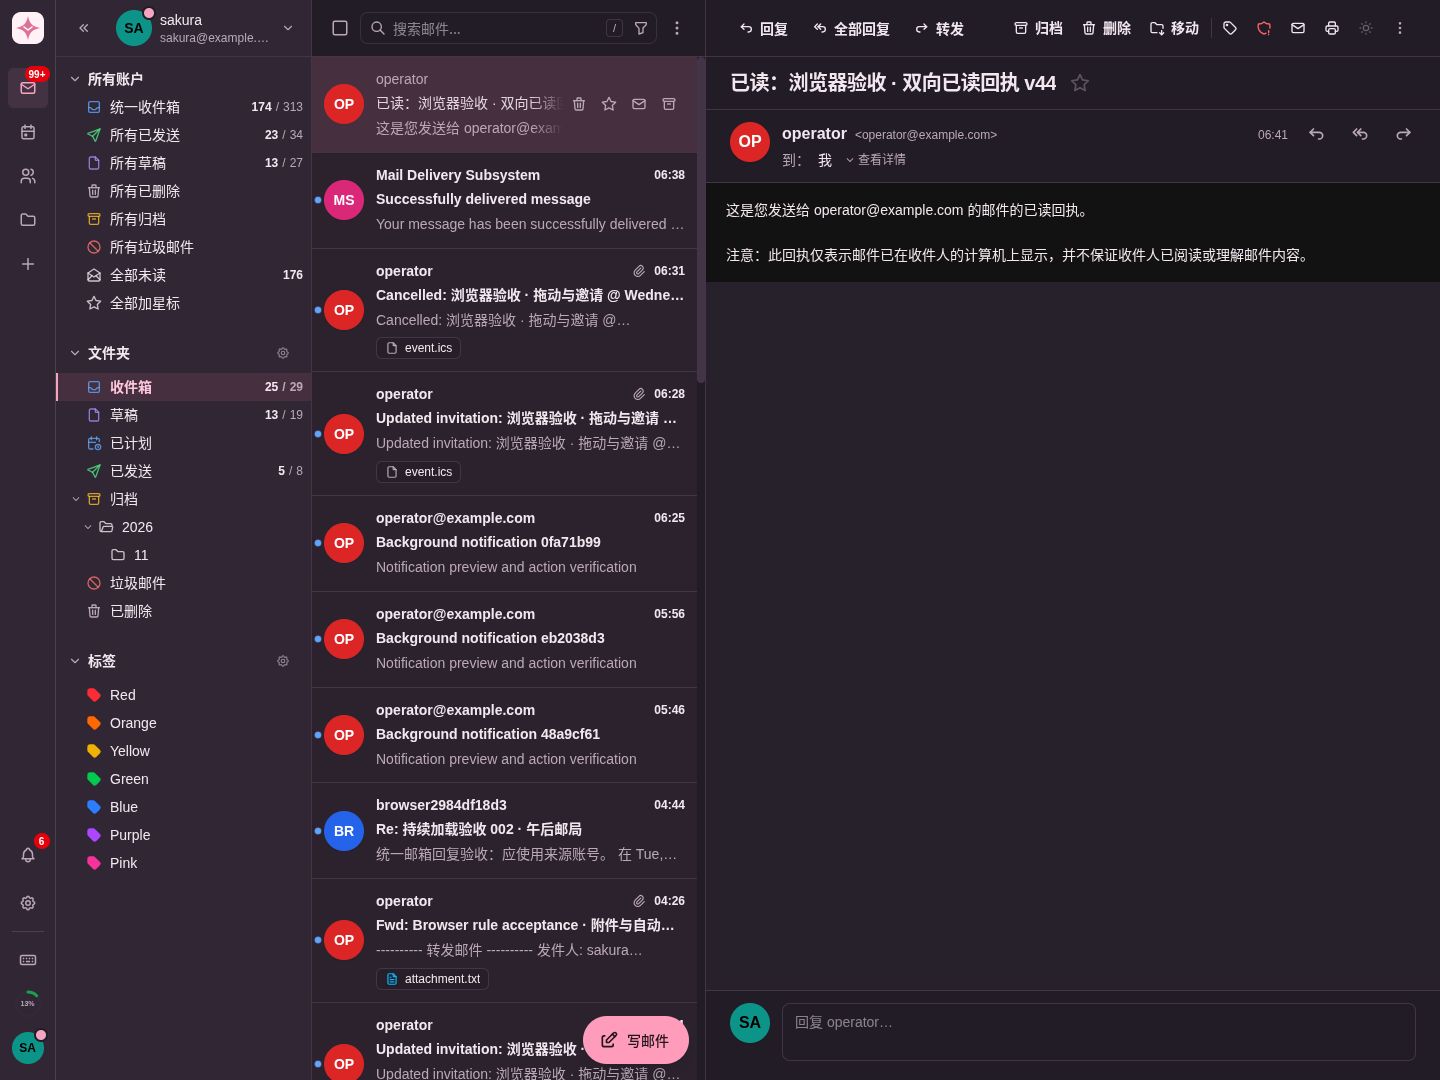 SA
sakura
sakura@example....
搜索邮件...
/
回复
全部回复
转发
归档
删除
移动
99+
所有账户
统一收件箱 174 / 313
所有已发送 23 / 34
所有草稿 13 / 27
所有已删除
所有归档
所有垃圾邮件
全部未读 176
全部加星标
文件夹
收件箱 25 / 29
草稿 13 / 19
已计划
已发送 5 / 8
归档
2026
11
垃圾邮件
已删除
标签
Red
Orange
Yellow
Green
Blue
Purple
Pink
6
13%
SA
OP
operator
已读：浏览器验收 · 双向已读
这是您发送给 operator@exam
MS
Mail Delivery Subsystem 06:38
Successfully delivered message
Your message has been successfully delivered …
OP
operator 06:31
Cancelled: 浏览器验收 · 拖动与邀请 @ Wedne…
Cancelled: 浏览器验收 · 拖动与邀请 @…
event.ics
OP
operator 06:28
Updated invitation: 浏览器验收 · 拖动与邀请 …
Updated invitation: 浏览器验收 · 拖动与邀请 @…
event.ics
OP
operator@example.com 06:25
Background notification 0fa71b99
Notification preview and action verification
OP
operator@example.com 05:56
Background notification eb2038d3
Notification preview and action verification
OP
operator@example.com 05:46
Background notification 48a9cf61
Notification preview and action verification
BR
browser2984df18d3 04:44
Re: 持续加载验收 002 · 午后邮局
统一邮箱回复验收：应使用来源账号。 在 Tue,…
OP
operator 04:26
Fwd: Browser rule acceptance · 附件与自动…
---------- 转发邮件 ---------- 发件人: sakura…
attachment.txt
OP
operator
Updated invitation: 浏览器验收 ·
Updated invitation: 浏览器验收 · 拖动与邀请 @…
写邮件
已读：浏览器验收 · 双向已读回执 v44
OP
operator <operator@example.com> 06:41
到： 我 查看详情
这是您发送给 operator@example.com 的邮件的已读回执。
注意：此回执仅表示邮件已在收件人的计算机上显示，并不保证收件人已阅读或理解邮件内容。
SA
回复 operator…